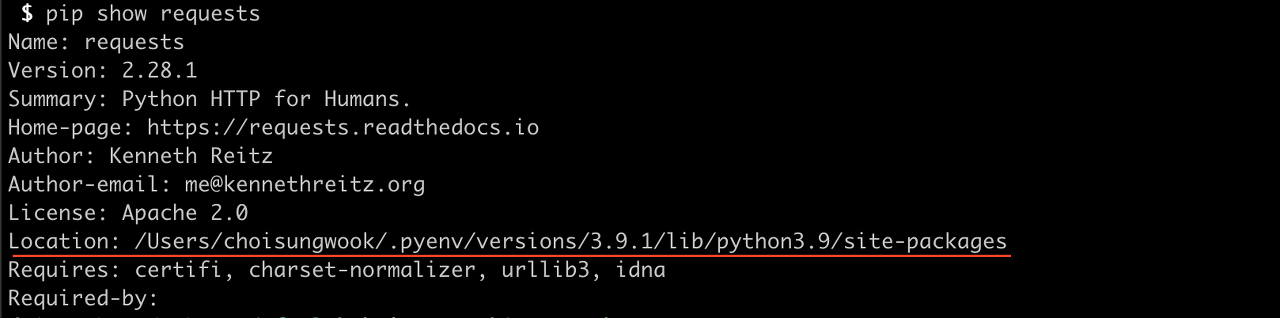 $ pip show requests
Name: requests
Version: 2.28.1
Summary: Python HTTP for Humans.
Home-page: https://requests.readthedocs.io
Author: Kenneth Reitz
Author-email: me@kennethreitz.org
License: Apache 2.0
Location: /Users/choisungwook/.pyenv/versions/3.9.1/lib/python3.9/site-packages
Requires: certifi, charset-normalizer, urllib3, idna
Required-by: